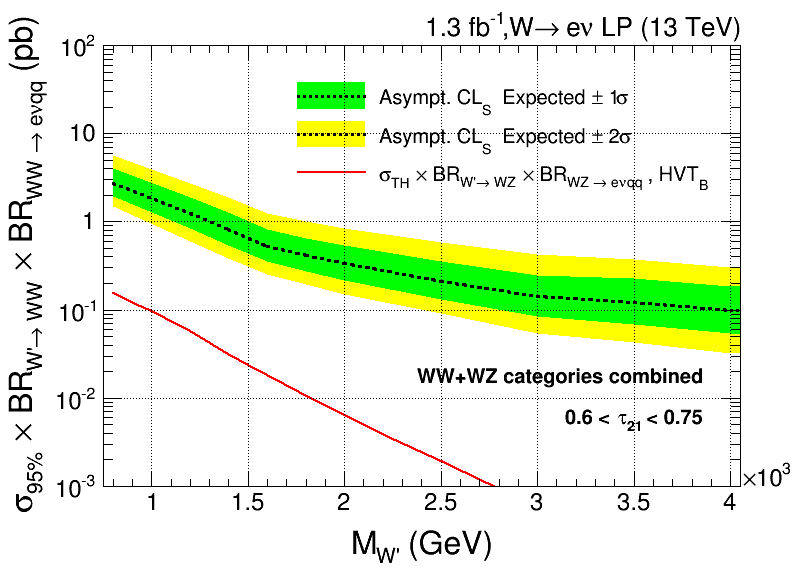 1.3 fb⁻¹,W→ eν LP (13 TeV)
σ95% × BRW'→ WW × BRWW → eνqq (pb)
10²
10
1
10⁻¹
10⁻²
10⁻³
Asympt. CLS Expected ± 1σ
Asympt. CLS Expected ± 2σ
σTH × BRW'→ WZ × BRWZ → eνqq , HVTB
WW+WZ categories combined
0.6 < τ21 < 0.75
1 1.5 2 2.5 3 3.5 4
×10³
MW' (GeV)